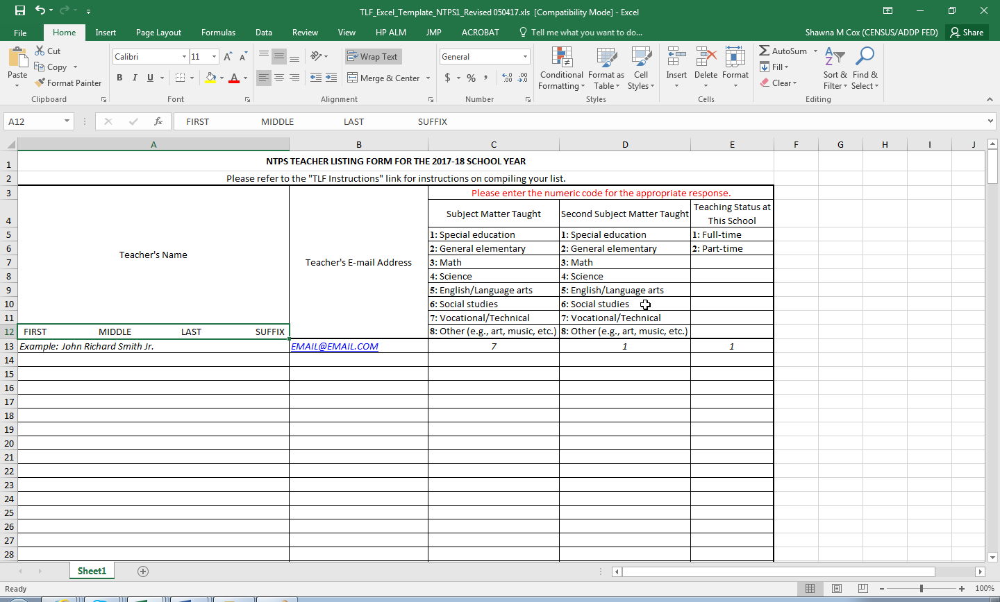 TLF_Excel_Template_NTPS1_Revised 050417.xls [Compatibility Mode] - Excel
File Home Insert Page Layout Formulas Data Review View HP ALM JMP ACROBAT Tell me what you want to do... Shawna M Cox (CENSUS/ADDP FED) Share
Paste
Cut
Copy
Format Painter
Clipboard
Calibri 11
B I U
Font
Wrap Text
Merge & Center
Alignment
General
$ % ,
Number
Conditional Formatting
Format as Table
Cell Styles
Styles
Insert Delete Format
Cells
AutoSum
Fill
Clear
Sort & Filter
Find & Select
Editing
A12 fx FIRST MIDDLE LAST SUFFIX
A B C D E F G H I J
1 NTPS TEACHER LISTING FORM FOR THE 2017-18 SCHOOL YEAR
2 Please refer to the "TLF Instructions" link for instructions on compiling your list.
3 Please enter the numeric code for the appropriate response.
4 Subject Matter Taught Second Subject Matter Taught Teaching Status at This School
5 1: Special education 1: Special education 1: Full-time
6 2: General elementary 2: General elementary 2: Part-time
Teacher's Name
7 Teacher's E-mail Address 3: Math 3: Math
8 4: Science 4: Science
9 5: English/Language arts 5: English/Language arts
10 6: Social studies 6: Social studies
11 7: Vocational/Technical 7: Vocational/Technical
12 FIRST MIDDLE LAST SUFFIX 8: Other (e.g., art, music, etc.) 8: Other (e.g., art, music, etc.)
13 Example: John Richard Smith Jr. EMAIL@EMAIL.COM 7 1 1
14
15
16
17
18
19
20
21
22
23
24
25
26
27
28
Sheet1
Ready 100%